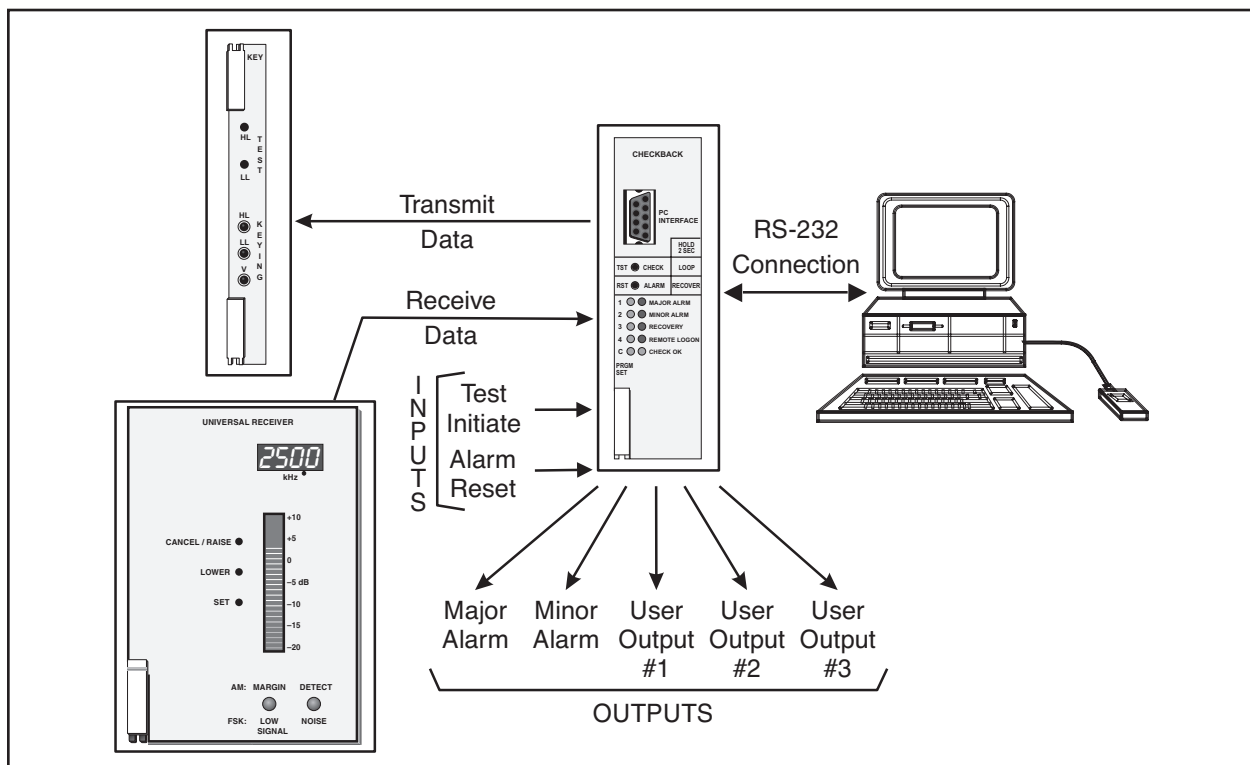 KEY
HL
LL
TEST
HL
LL
V
KEYING
Transmit
Data
Receive
Data
CHECKBACK
PC
INTERFACE
HOLD
2 SEC
TST CHECK LOOP
RST ALARM RECOVER
1 MAJOR ALRM
2 MINOR ALRM
3 RECOVERY
4 REMOTE LOGON
C CHECK OK
PRGM
SET
RS-232
Connection
INPUTS
Test
Initiate
Alarm
Reset
UNIVERSAL RECEIVER
2500
kHz
CANCEL / RAISE
LOWER
SET
+10
+5
0
–5 dB
–10
–15
–20
AM: MARGIN DETECT
FSK: LOW NOISE
SIGNAL
Major
Alarm
Minor
Alarm
User
Output
#1
User
Output
#2
User
Output
#3
OUTPUTS